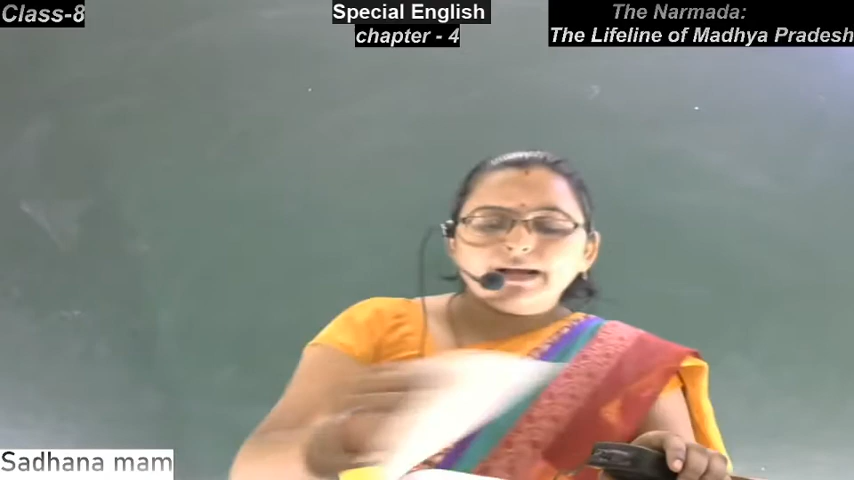 Class-8
Special English
chapter - 4
The Narmada:
The Lifeline of Madhya Pradesh
Sadhana mam